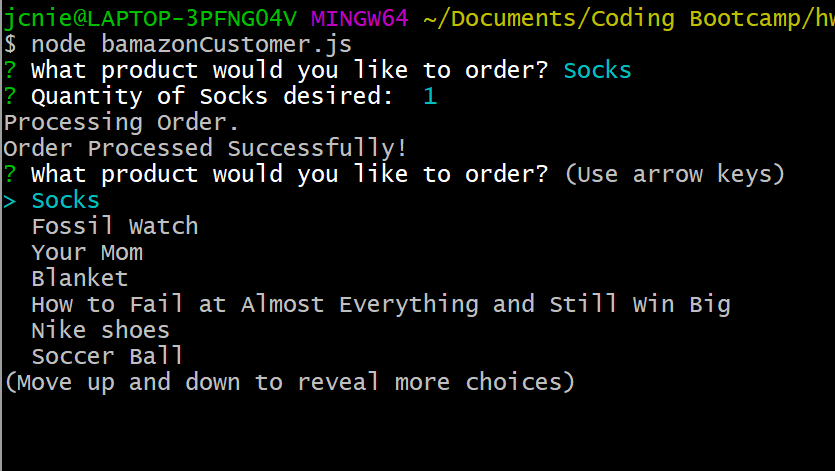 jcnie@LAPTOP-3PFNG04V MINGW64 ~/Documents/Coding Bootcamp/hw
$ node bamazonCustomer.js
? What product would you like to order? Socks
? Quantity of Socks desired:  1
Processing Order.
Order Processed Successfully!
? What product would you like to order? (Use arrow keys)
> Socks
  Fossil Watch
  Your Mom
  Blanket
  How to Fail at Almost Everything and Still Win Big
  Nike shoes
  Soccer Ball
(Move up and down to reveal more choices)